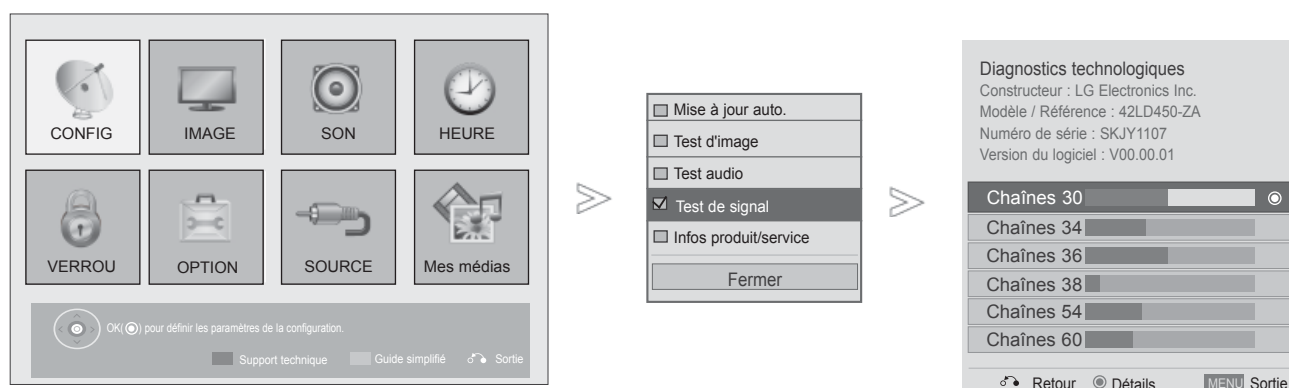 CONFIG
IMAGE
SON
HEURE
VERROU
OPTION
SOURCE
Mes médias
OK( ) pour définir les paramètres de la configuration.
Support technique
Guide simplifié
Sortie
Mise à jour auto.
Test d'image
Test audio
Test de signal
Infos produit/service
Fermer
Diagnostics technologiques
Constructeur : LG Electronics Inc.
Modèle / Référence : 42LD450-ZA
Numéro de série : SKJY1107
Version du logiciel : V00.00.01
Chaînes 30
Chaînes 34
Chaînes 36
Chaînes 38
Chaînes 54
Chaînes 60
Retour Détails MENU Sortie